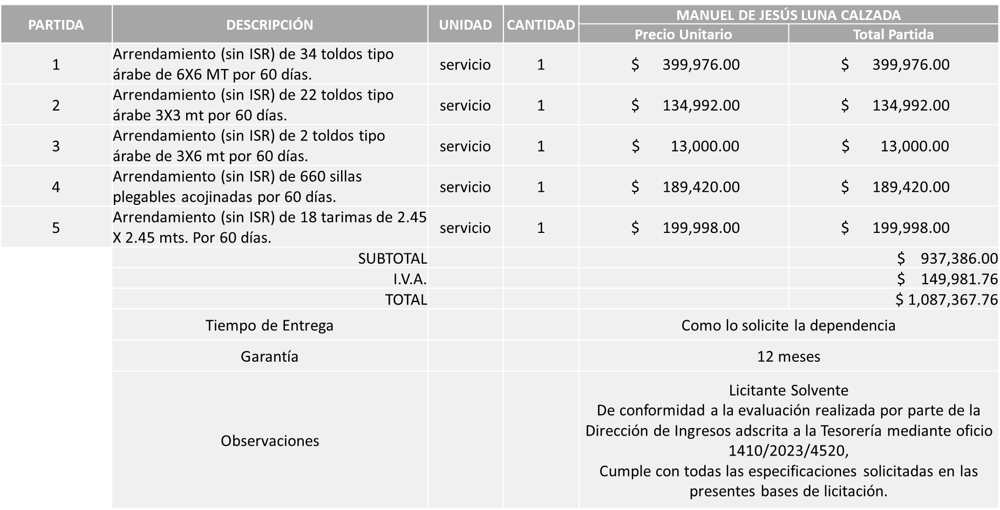 PARTIDA DESCRIPCIÓN UNIDAD CANTIDAD MANUEL DE JESÚS LUNA CALZADA
Precio Unitario Total Partida
1 Arrendamiento (sin ISR) de 34 toldos tipo
árabe de 6X6 MT por 60 días. servicio 1 $ 399,976.00 $ 399,976.00
2 Arrendamiento (sin ISR) de 22 toldos tipo
árabe 3X3 mt por 60 días. servicio 1 $ 134,992.00 $ 134,992.00
3 Arrendamiento (sin ISR) de 2 toldos tipo
árabe de 3X6 mt por 60 días. servicio 1 $ 13,000.00 $ 13,000.00
4 Arrendamiento (sin ISR) de 660 sillas
plegables acojinadas por 60 días. servicio 1 $ 189,420.00 $ 189,420.00
5 Arrendamiento (sin ISR) de 18 tarimas de 2.45
X 2.45 mts. Por 60 días. servicio 1 $ 199,998.00 $ 199,998.00
SUBTOTAL $ 937,386.00
I.V.A. $ 149,981.76
TOTAL $ 1,087,367.76
Tiempo de Entrega Como lo solicite la dependencia
Garantía 12 meses
Observaciones
Licitante Solvente
De conformidad a la evaluación realizada por parte de la
Dirección de Ingresos adscrita a la Tesorería mediante oficio
1410/2023/4520,
Cumple con todas las especificaciones solicitadas en las
presentes bases de licitación.